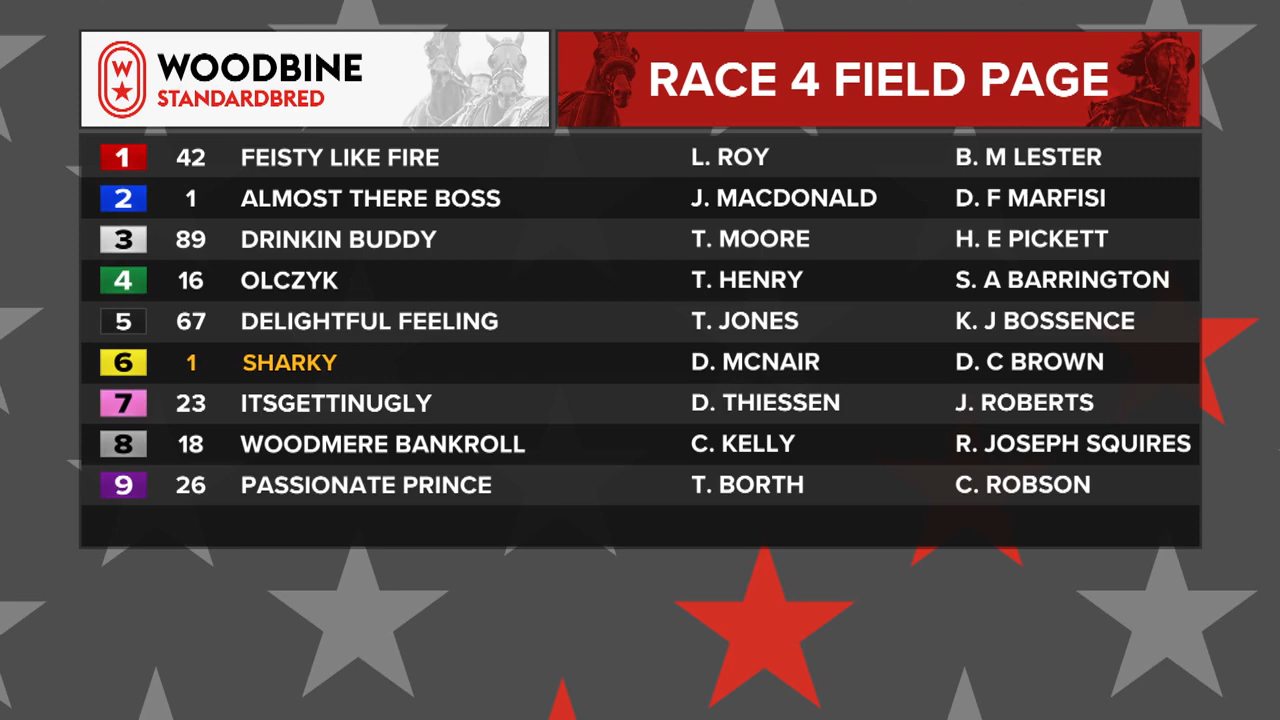 W
WOODBINE
STANDARDBRED
RACE 4 FIELD PAGE
1 42 FEISTY LIKE FIRE L. ROY B. M LESTER
2 1 ALMOST THERE BOSS J. MACDONALD D. F MARFISI
3 89 DRINKIN BUDDY T. MOORE H. E PICKETT
4 16 OLCZYK T. HENRY S. A BARRINGTON
5 67 DELIGHTFUL FEELING T. JONES K. J BOSSENCE
6 1 SHARKY D. MCNAIR D. C BROWN
7 23 ITSGETTINUGLY D. THIESSEN J. ROBERTS
8 18 WOODMERE BANKROLL C. KELLY R. JOSEPH SQUIRES
9 26 PASSIONATE PRINCE T. BORTH C. ROBSON